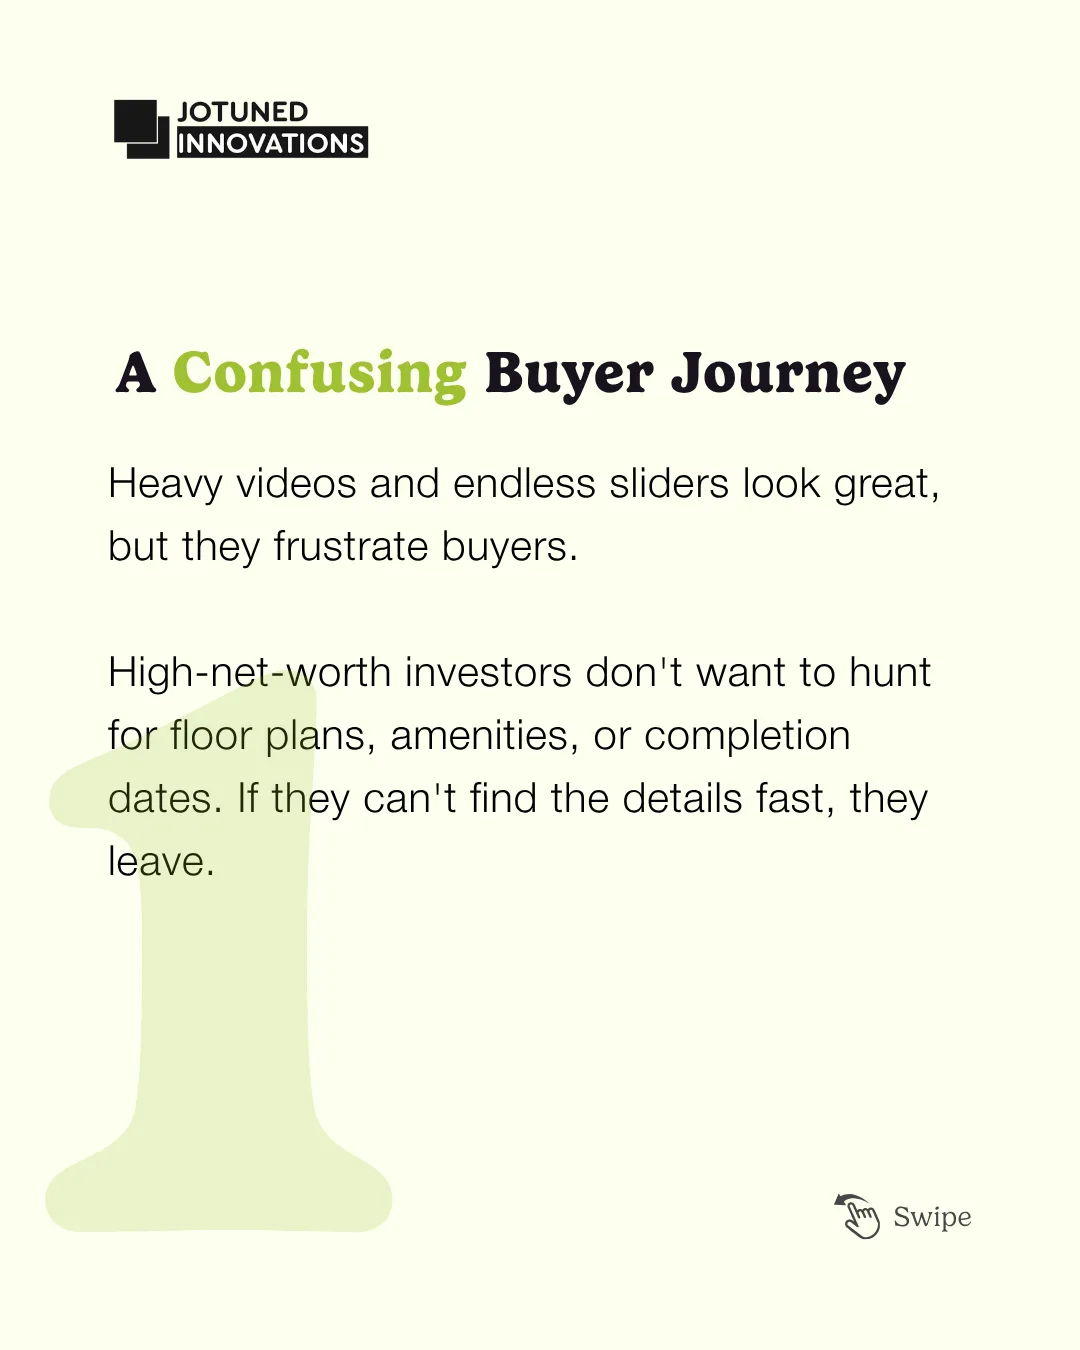 JOTUNED
INNOVATIONS
A Confusing Buyer Journey
Heavy videos and endless sliders look great,
but they frustrate buyers.
High-net-worth investors don't want to hunt
for floor plans, amenities, or completion
dates. If they can't find the details fast, they
leave.
1
Swipe